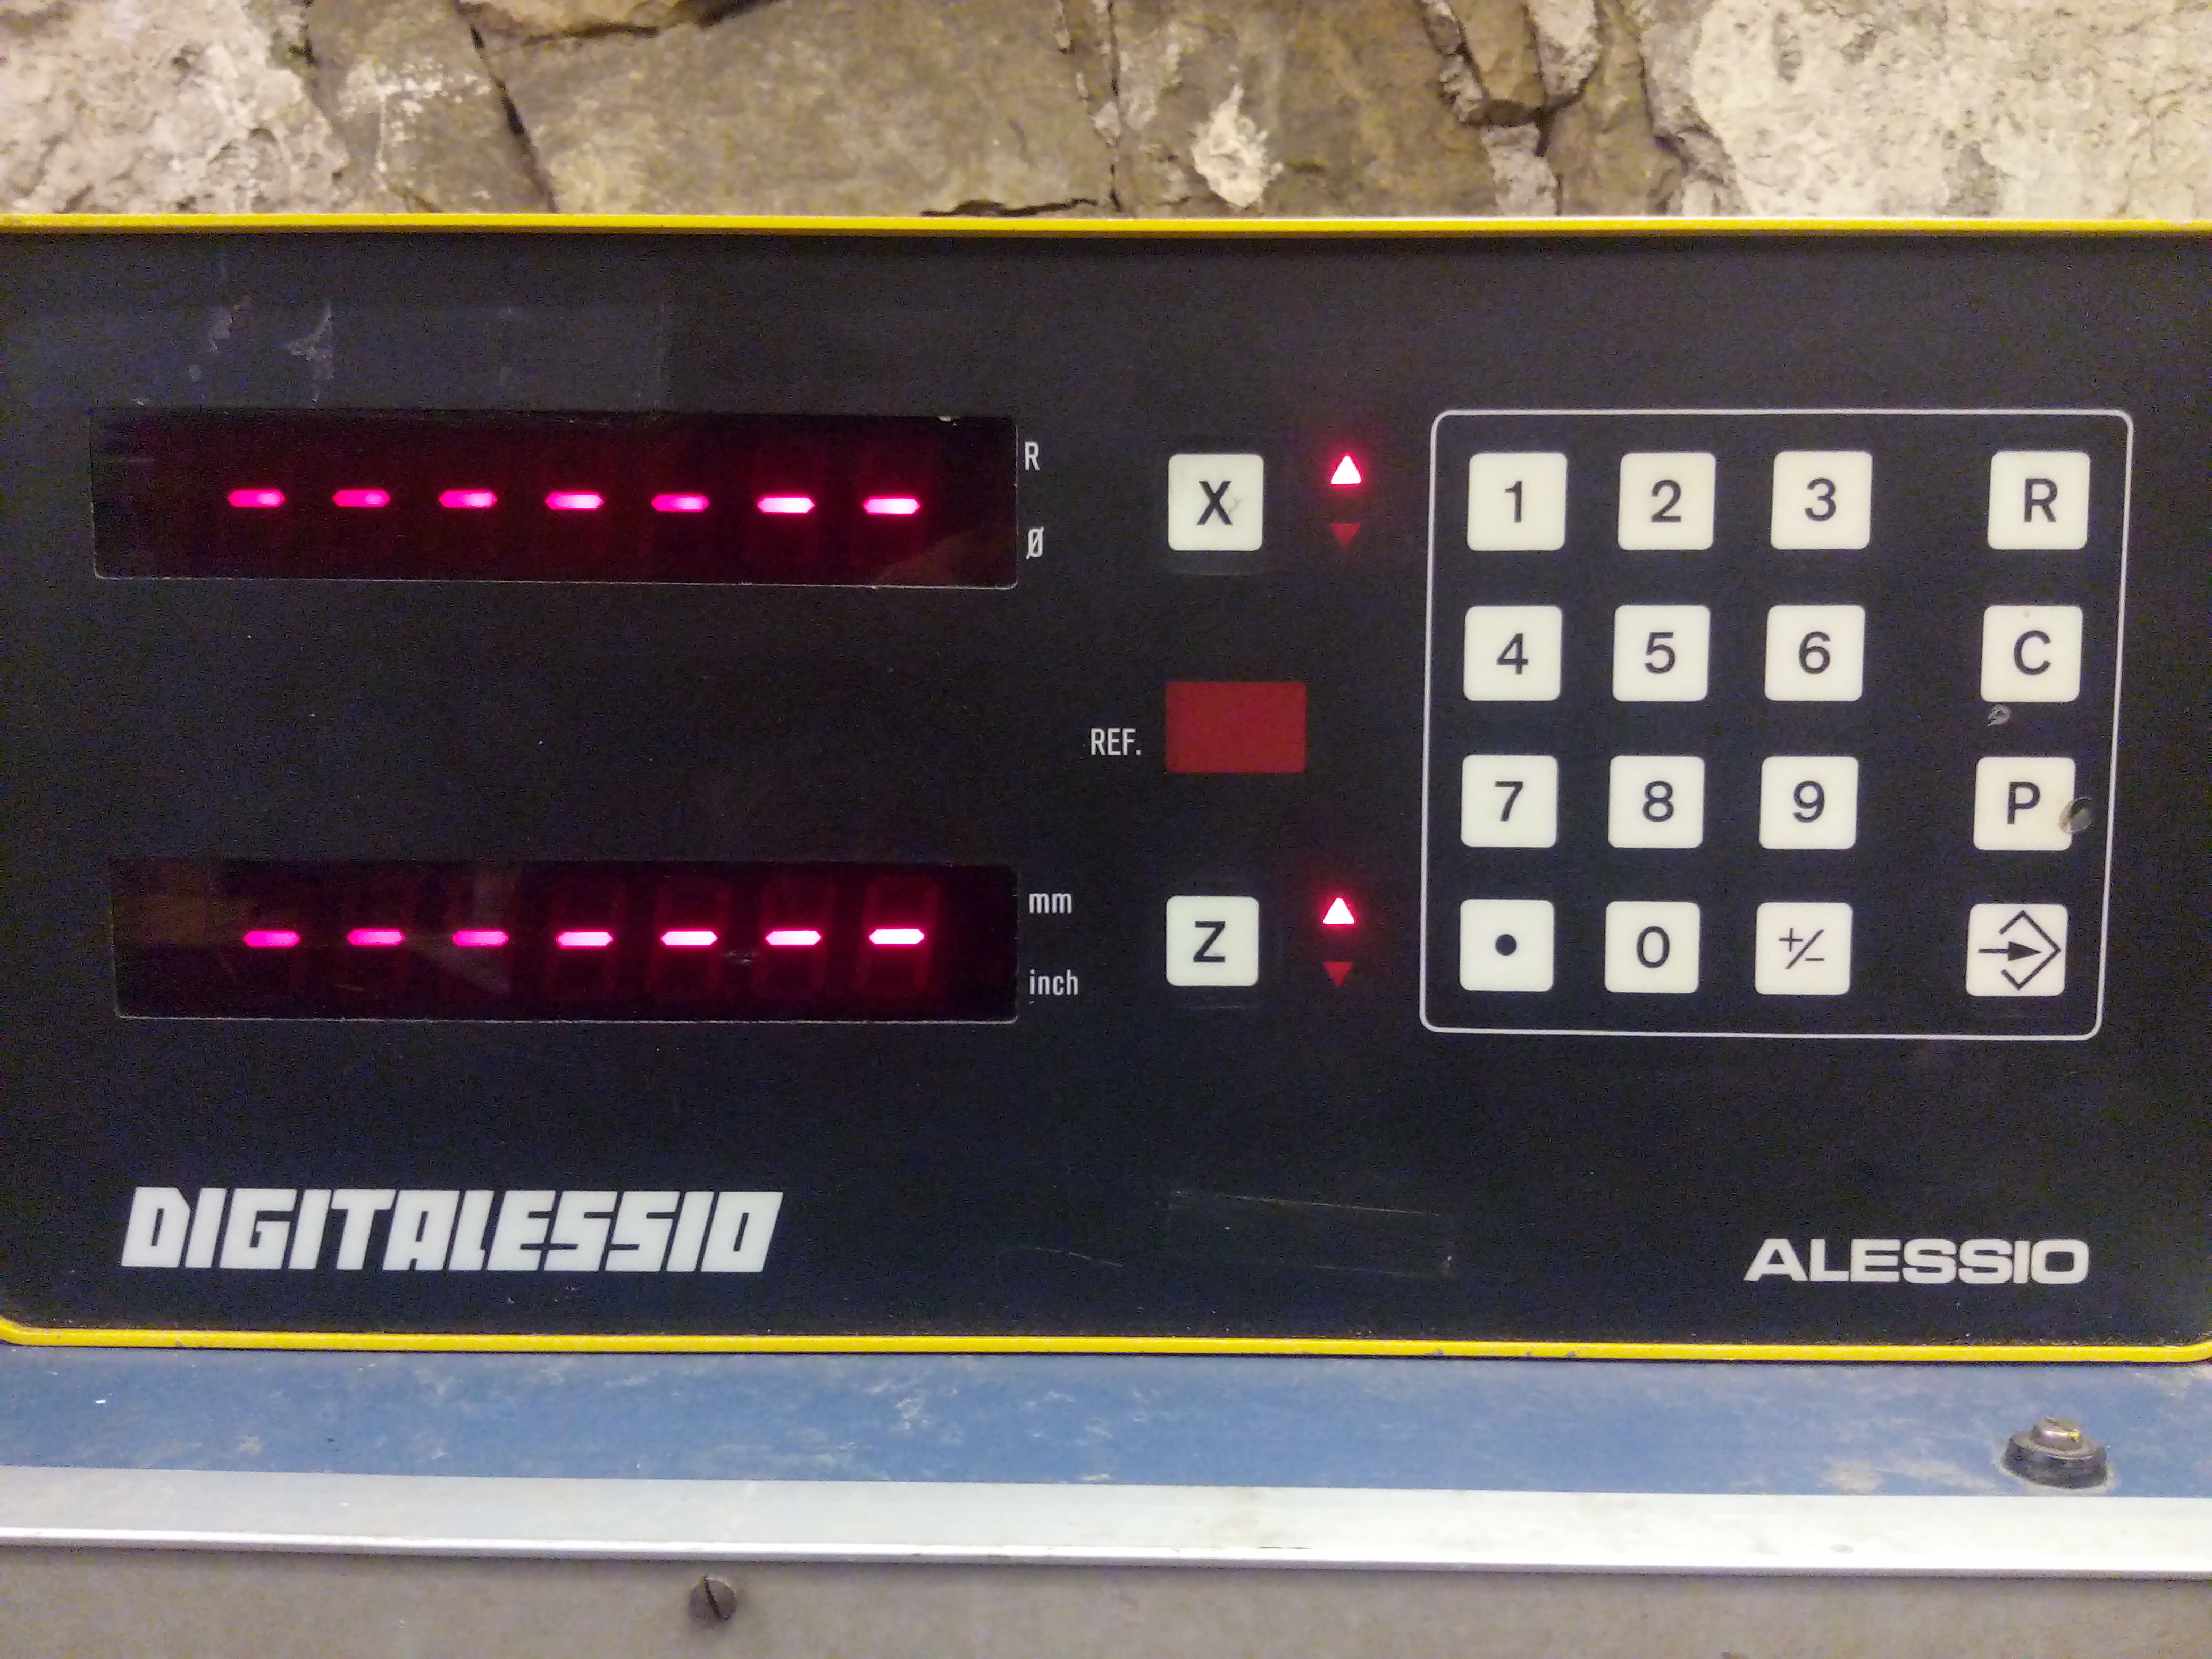 -------
R
Ø
X
1 2 3 R
4 5 6 C
REF.
7 8 9 P
-------
mm
inch
Z
• 0 +/-
DIGITALESSIO
ALESSIO